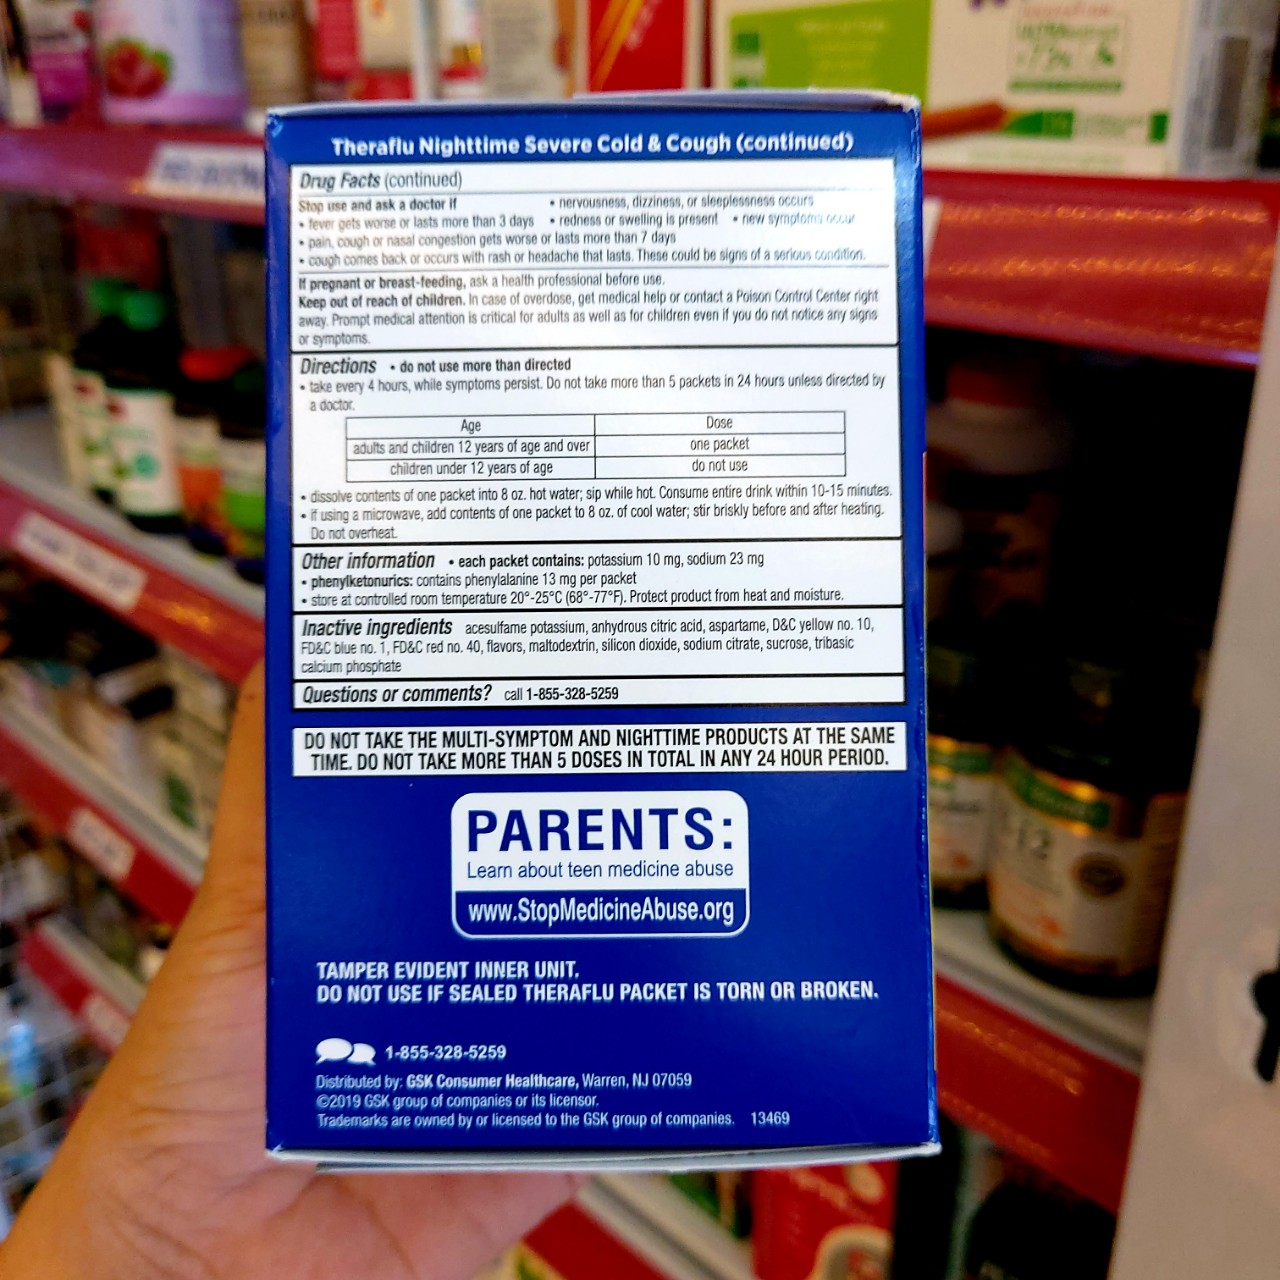 Theraflu Nighttime Severe Cold & Cough (continued)
Drug Facts (continued)
Stop use and ask a doctor if
• nervousness, dizziness, or sleeplessness occurs
• fever gets worse or lasts more than 3 days • redness or swelling is present • new symptoms occur
• pain, cough or nasal congestion gets worse or lasts more than 7 days
• cough comes back or occurs with rash or headache that lasts. These could be signs of a serious condition.
If pregnant or breast-feeding, ask a health professional before use.
Keep out of reach of children. In case of overdose, get medical help or contact a Poison Control Center right
away. Prompt medical attention is critical for adults as well as for children even if you do not notice any signs
or symptoms.
Directions • do not use more than directed
• take every 4 hours, while symptoms persist. Do not take more than 5 packets in 24 hours unless directed by
a doctor.
Age Dose
adults and children 12 years of age and over one packet
children under 12 years of age do not use
• dissolve contents of one packet into 8 oz. hot water; sip while hot. Consume entire drink within 10-15 minutes.
• if using a microwave, add contents of one packet to 8 oz. of cool water; stir briskly before and after heating.
Do not overheat.
Other information • each packet contains: potassium 10 mg, sodium 23 mg
• phenylketonurics: contains phenylalanine 13 mg per packet
• store at controlled room temperature 20°-25°C (68°-77°F). Protect product from heat and moisture.
Inactive ingredients acesulfame potassium, anhydrous citric acid, aspartame, D&C yellow no. 10,
FD&C blue no. 1, FD&C red no. 40, flavors, maltodextrin, silicon dioxide, sodium citrate, sucrose, tribasic
calcium phosphate
Questions or comments? call 1-855-328-5259
DO NOT TAKE THE MULTI-SYMPTOM AND NIGHTTIME PRODUCTS AT THE SAME
TIME. DO NOT TAKE MORE THAN 5 DOSES IN TOTAL IN ANY 24 HOUR PERIOD.
PARENTS:
Learn about teen medicine abuse
www.StopMedicineAbuse.org
TAMPER EVIDENT INNER UNIT.
DO NOT USE IF SEALED THERAFLU PACKET IS TORN OR BROKEN.
1-855-328-5259
Distributed by: GSK Consumer Healthcare, Warren, NJ 07059
©2019 GSK group of companies or its licensor.
Trademarks are owned by or licensed to the GSK group of companies. 13469